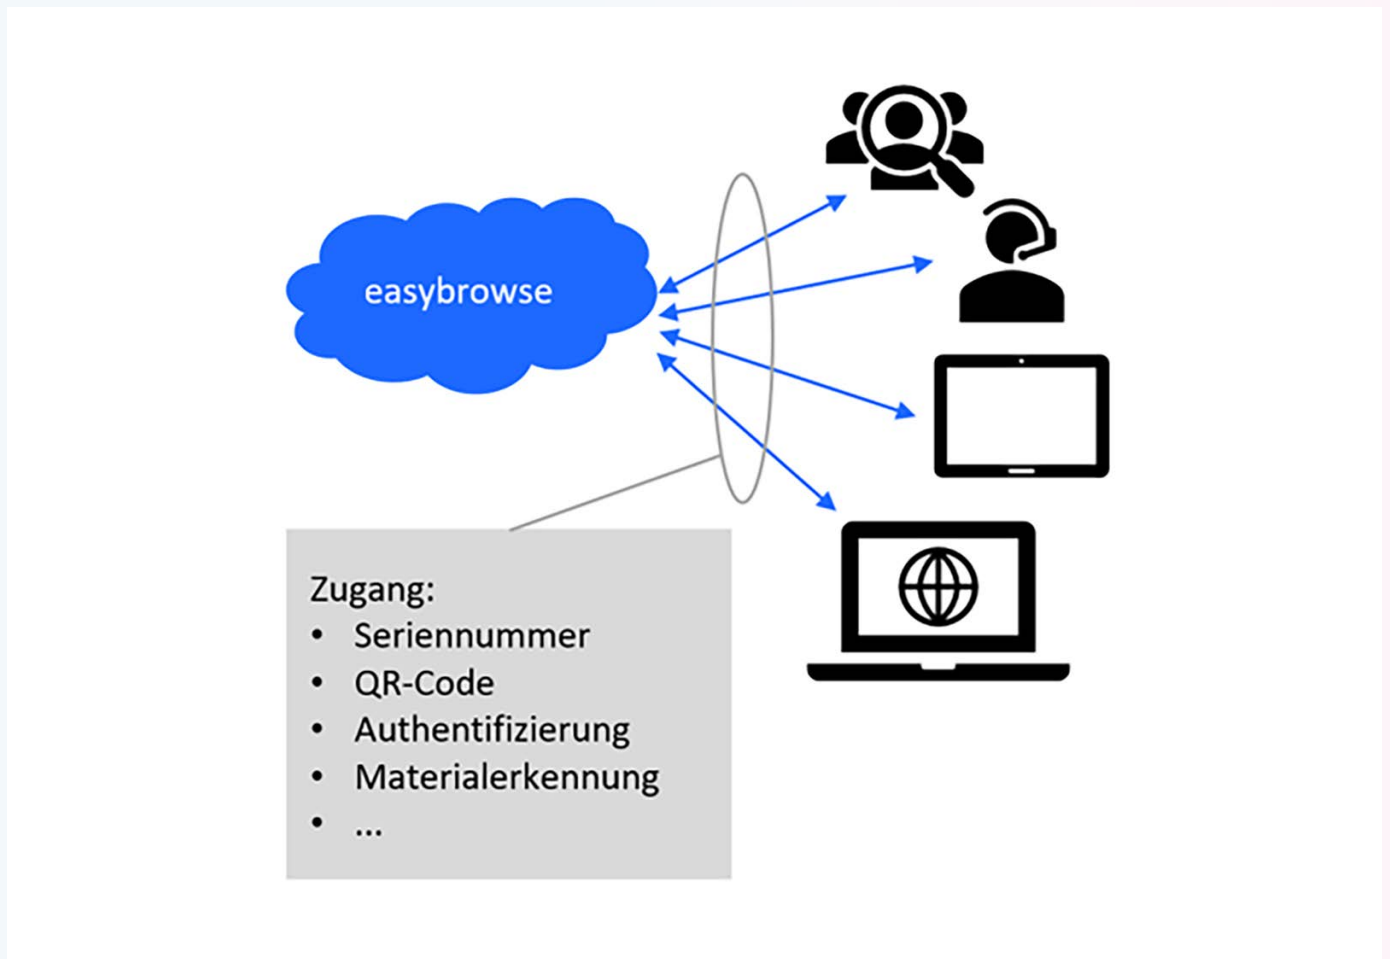 easybrowse
Zugang:
• Seriennummer
• QR-Code
• Authentifizierung
• Materialerkennung
• ...